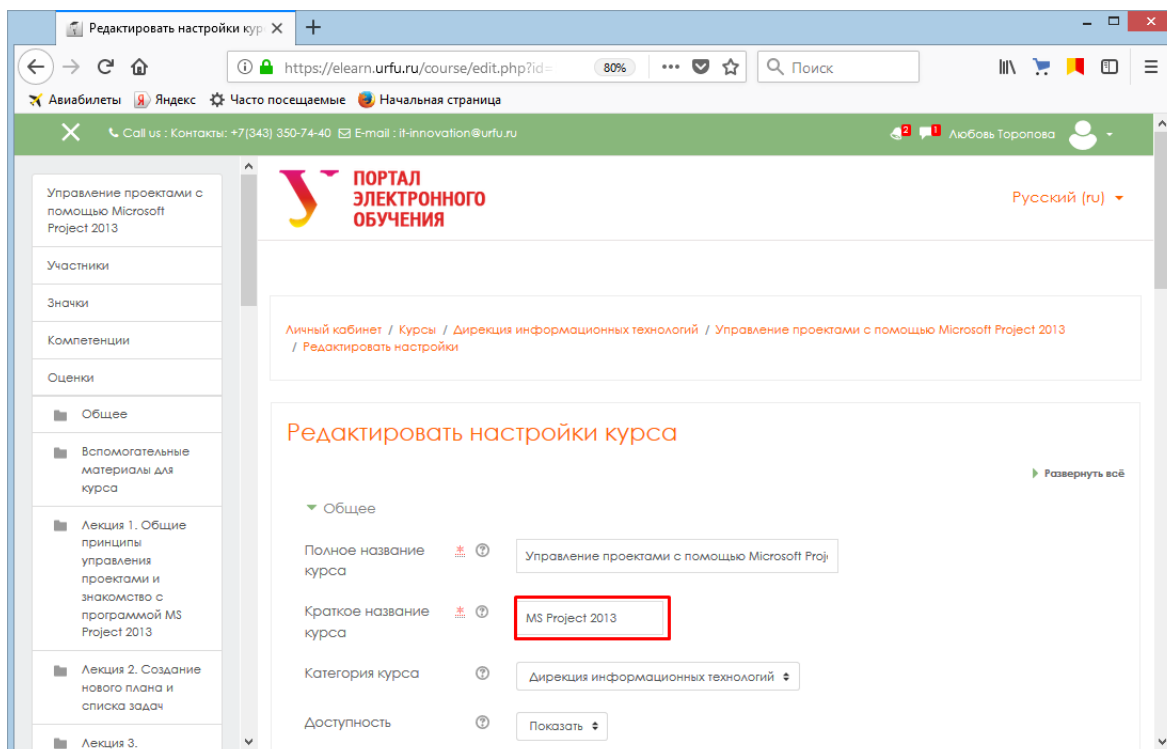 Редактировать настройки кур
https://elearn.urfu.ru/course/edit.php?id=
80%
Поиск
Авиабилеты Яндекс Часто посещаемые Начальная страница
Call us : Контакты: +7(343) 350-74-40 E-mail : it-innovation@urfu.ru
2 1 Любовь Торопова
Управление проектами с
помощью Microsoft
Project 2013
Участники
Значки
Компетенции
Оценки
Общее
Вспомогательные
материалы для
курса
Лекция 1. Общие
принципы
управления
проектами и
знакомство с
программой MS
Project 2013
Лекция 2. Создание
нового плана и
списка задач
Лекция 3.
ПОРТАЛ
ЭЛЕКТРОННОГО
ОБУЧЕНИЯ
Русский (ru)
Личный кабинет / Курсы / Дирекция информационных технологий / Управление проектами с помощью Microsoft Project 2013
/ Редактировать настройки
Редактировать настройки курса
Развернуть всё
Общее
Полное название
курса
Управление проектами с помощью Microsoft Proj
Краткое название
курса
MS Project 2013
Категория курса
Дирекция информационных технологий
Доступность
Показать